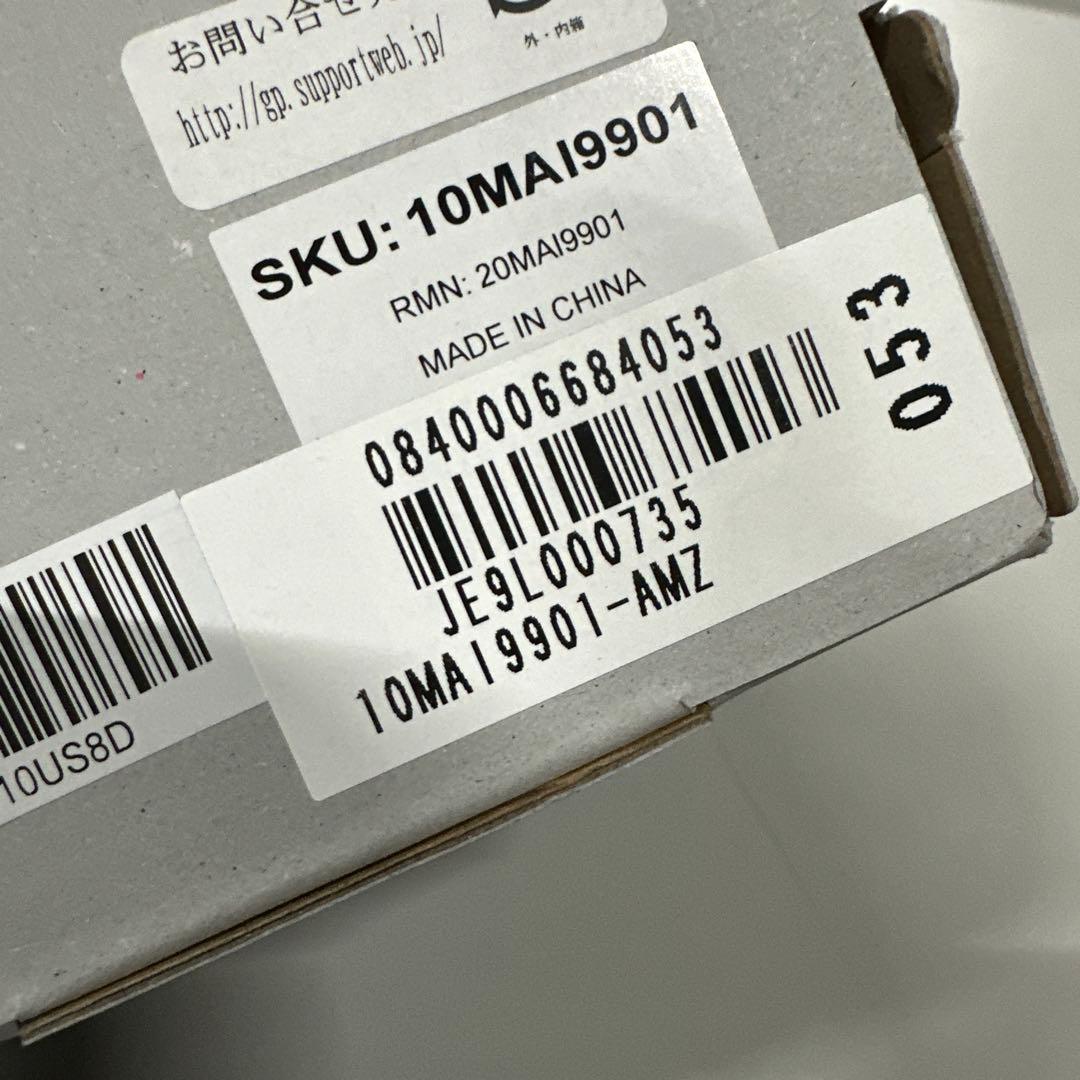 お問い合せ
http://gp.supportweb.jp/
外・内箱
SKU: 10MAI9901
RMN: 20MAI9901
MADE IN CHINA
0840006684053
053
JE9L000735
10MAI9901-AMZ
10US8D